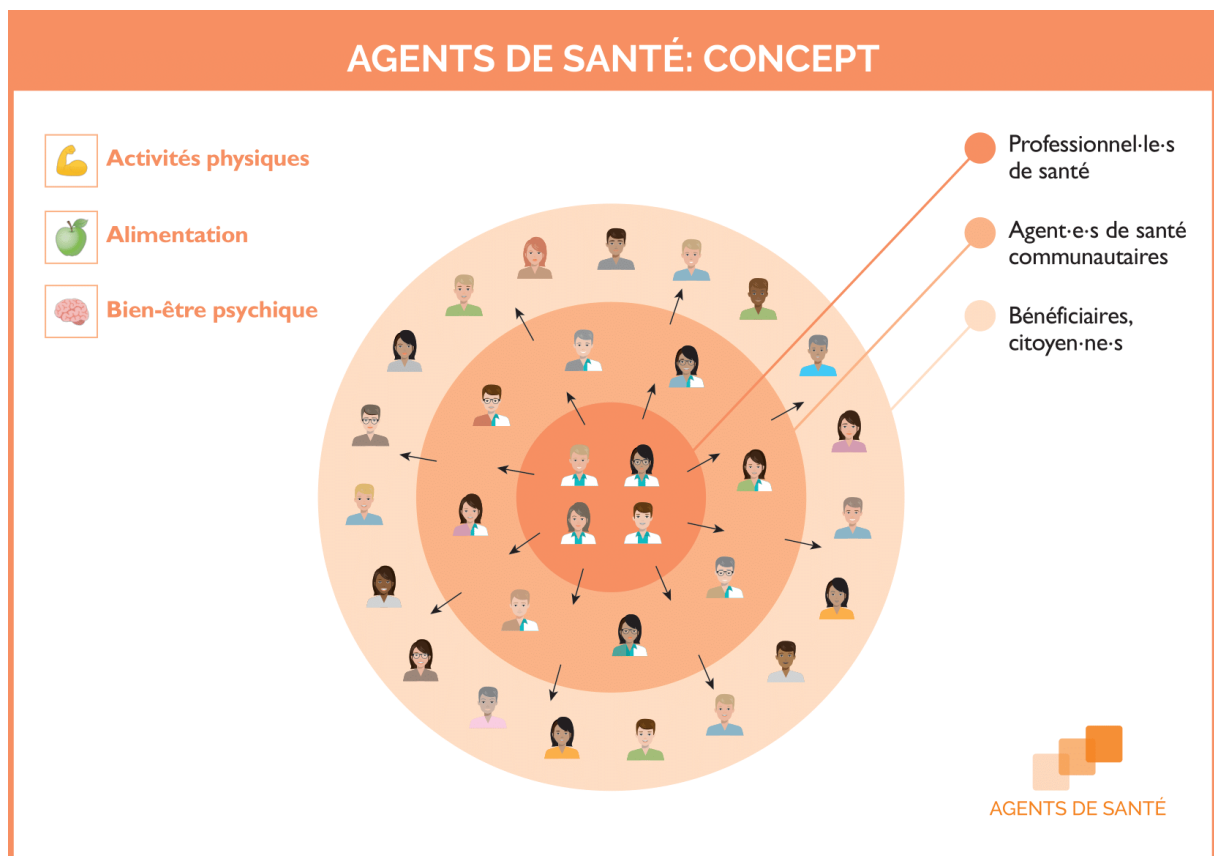 AGENTS DE SANTÉ: CONCEPT
Activités physiques
Alimentation
Bien-être psychique
Professionnel·le·s
de santé
Agent·e·s de santé
communautaires
Bénéficiaires,
citoyen·ne·s
AGENTS DE SANTÉ